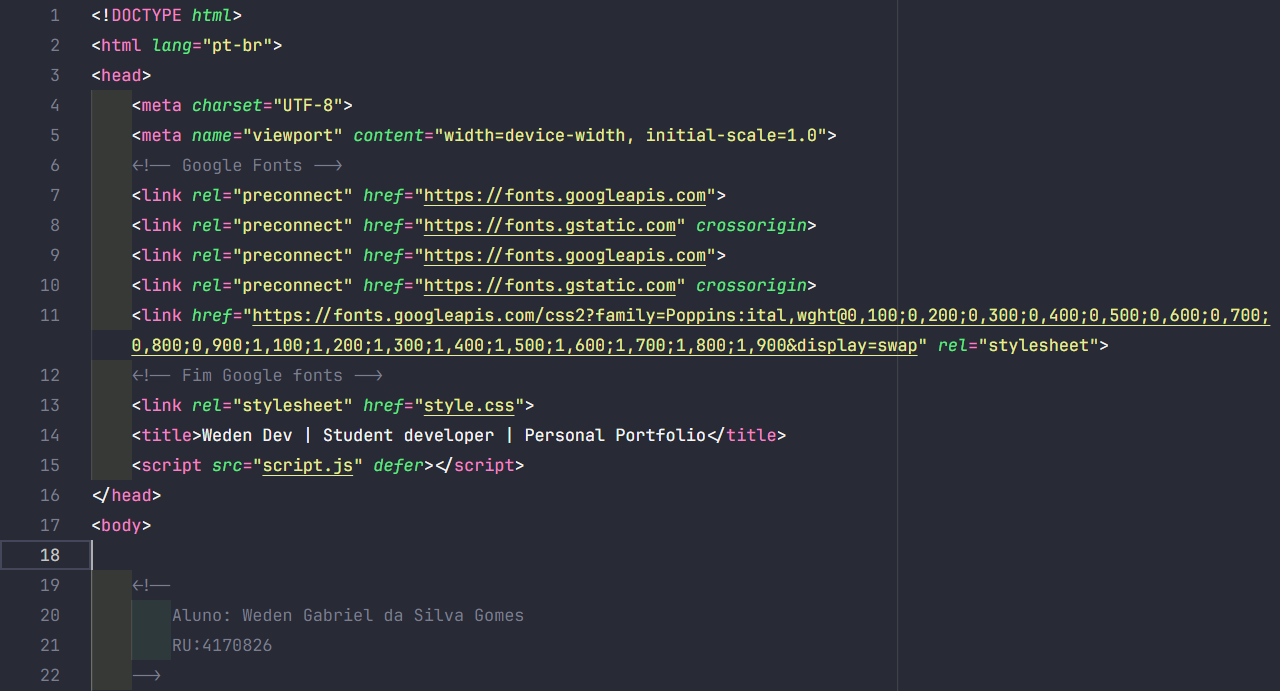 1 <!DOCTYPE html>
2 <html lang="pt-br">
3 <head>
4     <meta charset="UTF-8">
5     <meta name="viewport" content="width=device-width, initial-scale=1.0">
6     <!-- Google Fonts -->
7     <link rel="preconnect" href="https://fonts.googleapis.com">
8     <link rel="preconnect" href="https://fonts.gstatic.com" crossorigin>
9     <link rel="preconnect" href="https://fonts.googleapis.com">
10     <link rel="preconnect" href="https://fonts.gstatic.com" crossorigin>
11     <link href="https://fonts.googleapis.com/css2?family=Poppins:ital,wght@0,100;0,200;0,300;0,400;0,500;0,600;0,700;
0,800;0,900;1,100;1,200;1,300;1,400;1,500;1,600;1,700;1,800;1,900&display=swap" rel="stylesheet">
12     <!-- Fim Google fonts -->
13     <link rel="stylesheet" href="style.css">
14     <title>Weden Dev | Student developer | Personal Portfolio</title>
15     <script src="script.js" defer></script>
16 </head>
17 <body>
18
19     <!--
20         Aluno: Weden Gabriel da Silva Gomes
21         RU:4170826
22     -->